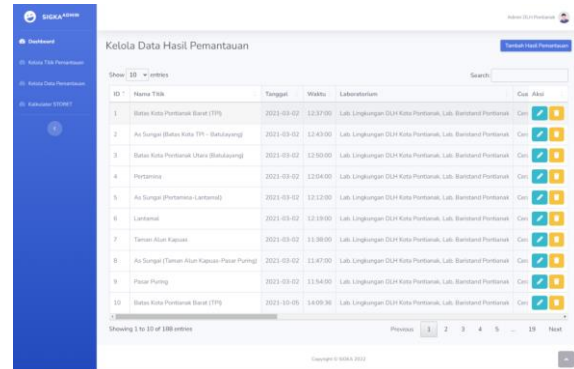 SIGKA ADMIN
Admin DLH Pontianak
Dashboard
Kelola Titik Pemantauan
Kelola Data Pemantauan
Kalkulator STORET
Kelola Data Hasil Pemantauan
Tambah Hasil Pemantauan
Show 10 entries
Search:
ID Nama Titik Tanggal Waktu Laboratorium Cua Aksi
1 Batas Kota Pontianak Barat (TPI) 2021-03-02 12:37:00 Lab. Lingkungan DLH Kota Pontianak, Lab. Baristand Pontianak Cer
2 As Sungai (Batas Kota TPI - Batulayang) 2021-03-02 12:43:00 Lab. Lingkungan DLH Kota Pontianak, Lab. Baristand Pontianak Cer
3 Batas Kota Pontianak Utara (Batulayang) 2021-03-02 12:50:00 Lab. Lingkungan DLH Kota Pontianak, Lab. Baristand Pontianak Cer
4 Pertamina 2021-03-02 12:04:00 Lab. Lingkungan DLH Kota Pontianak, Lab. Baristand Pontianak Cer
5 As Sungai (Pertamina-Lantamal) 2021-03-02 12:12:00 Lab. Lingkungan DLH Kota Pontianak, Lab. Baristand Pontianak Cer
6 Lantamal 2021-03-02 12:19:00 Lab. Lingkungan DLH Kota Pontianak, Lab. Baristand Pontianak Cer
7 Taman Alun Kapuas 2021-03-02 11:38:00 Lab. Lingkungan DLH Kota Pontianak, Lab. Baristand Pontianak Cer
8 As Sungai (Taman Alun Kapuas-Pasar Puring) 2021-03-02 11:47:00 Lab. Lingkungan DLH Kota Pontianak, Lab. Baristand Pontianak Cer
9 Pasar Puring 2021-03-02 11:54:00 Lab. Lingkungan DLH Kota Pontianak, Lab. Baristand Pontianak Cer
10 Batas Kota Pontianak Barat (TPI) 2021-10-05 14:09:36 Lab. Lingkungan DLH Kota Pontianak, Lab. Baristand Pontianak Cer
Showing 1 to 10 of 188 entries
Previous 1 2 3 4 5 ... 19 Next
Copyright © SIGKA 2022